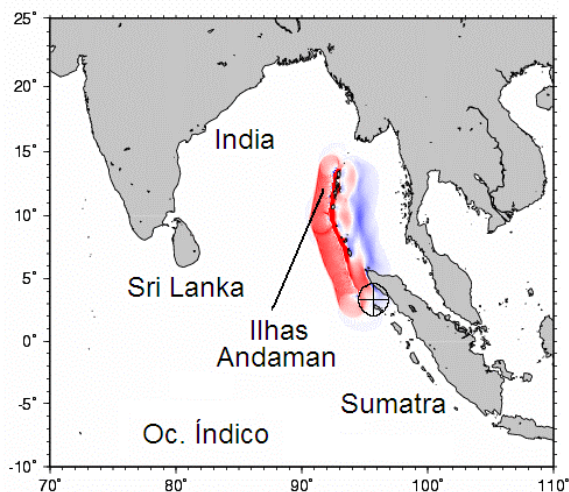 25˚
20˚
15˚
India
10˚
5˚
Sri Lanka
Ilhas
Andaman
0˚
Sumatra
-5˚
Oc. Índico
-10˚
70˚ 80˚ 90˚ 100˚ 110˚